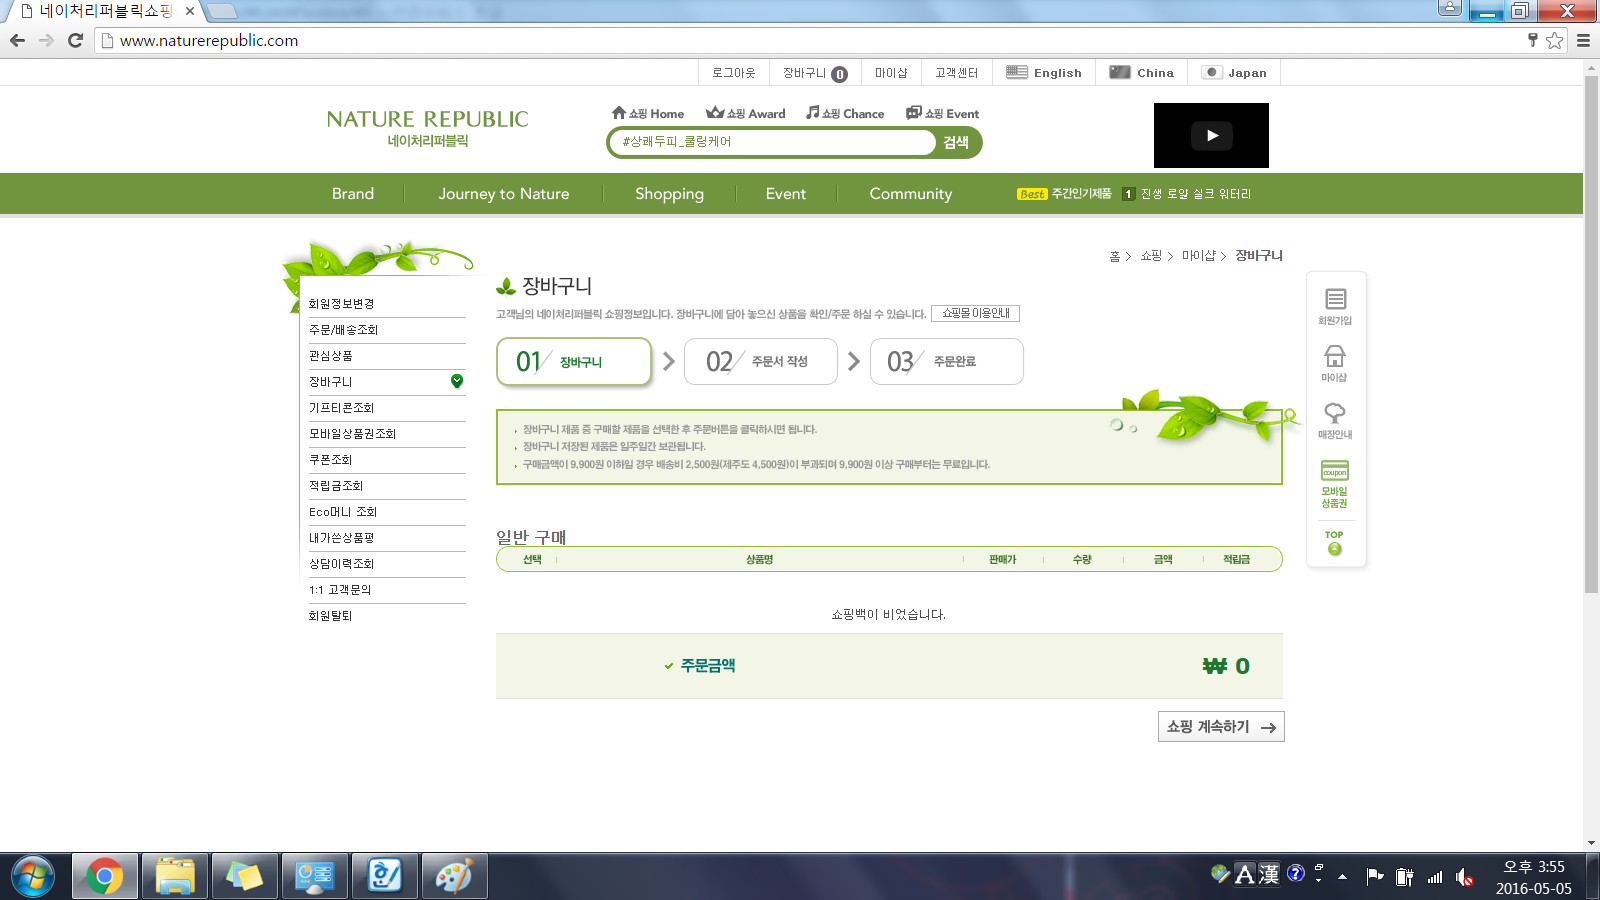 네이처리퍼블릭쇼핑
www.naturerepublic.com
로그아웃 장바구니 0 마이샵 고객센터 English China Japan
NATURE REPUBLIC
네이처리퍼블릭
쇼핑 Home 쇼핑 Award 쇼핑 Chance 쇼핑 Event
#상쾌두피_쿨링케어 검색
Brand Journey to Nature Shopping Event Community Best 주간인기제품 1 진생 로얄 실크 워터리
홈 > 쇼핑 > 마이샵 > 장바구니
장바구니
고객님의 네이처리퍼블릭 쇼핑정보입니다. 장바구니에 담아 놓으신 상품을 확인/주문 하실 수 있습니다. 쇼핑몰 이용안내
01 장바구니 > 02 주문서 작성 > 03 주문완료
회원정보변경
주문/배송조회
관심상품
장바구니
기프티콘조회
모바일상품권조회
쿠폰조회
적립금조회
Eco머니 조회
내가쓴상품평
상담이력조회
1:1 고객문의
회원탈퇴
장바구니 제품 중 구매할 제품을 선택한 후 주문버튼을 클릭하시면 됩니다.
장바구니 저장된 제품은 일주일간 보관됩니다.
구매금액이 9,900원 이하일 경우 배송비 2,500원(제주도 4,500원)이 부과되며 9,900원 이상 구매부터는 무료입니다.
일반 구매
선택 상품명 판매가 수량 금액 적립금
쇼핑백이 비었습니다.
주문금액 ₩ 0
쇼핑 계속하기
회원가입
마이샵
매장안내
coupon
모바일
상품권
TOP
A 漢
오후 3:55
2016-05-05